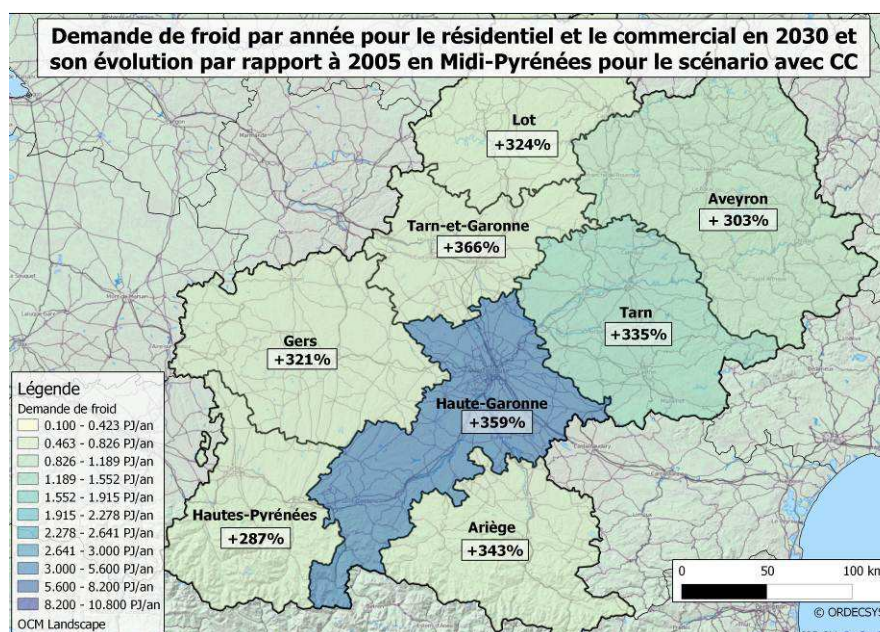 Demande de froid par année pour le résidentiel et le commercial en 2030 et
son évolution par rapport à 2005 en Midi-Pyrénées pour le scénario avec CC
Lot
+324%
Aveyron
+ 303%
Tarn-et-Garonne
+366%
Tarn
+335%
Gers
+321%
Haute-Garonne
+359%
Hautes-Pyrénées
+287%
Ariège
+343%
Légende
Demande de froid
0.100 - 0.423 PJ/an
0.463 - 0.826 PJ/an
0.826 - 1.189 PJ/an
1.189 - 1.552 PJ/an
1.552 - 1.915 PJ/an
1.915 - 2.278 PJ/an
2.278 - 2.641 PJ/an
2.641 - 3.000 PJ/an
3.000 - 5.600 PJ/an
5.600 - 8.200 PJ/an
8.200 - 10.800 PJ/an
OCM Landscape
0 50 100 km
© ORDECSYS